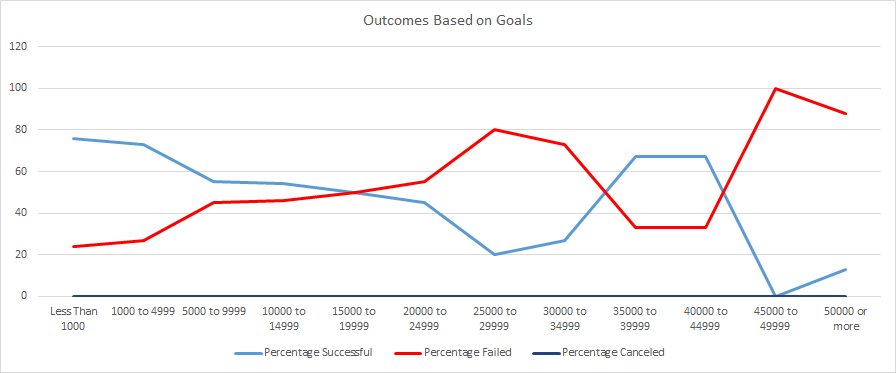 Outcomes Based on Goals
120
100
80
60
40
20
0
Less Than 1000 to 4999 5000 to 9999 10000 to 15000 to 20000 to 25000 to 30000 to 35000 to 40000 to 45000 to 50000 or
1000 14999 19999 24999 29999 34999 39999 44999 49999 more
Percentage Successful Percentage Failed Percentage Canceled